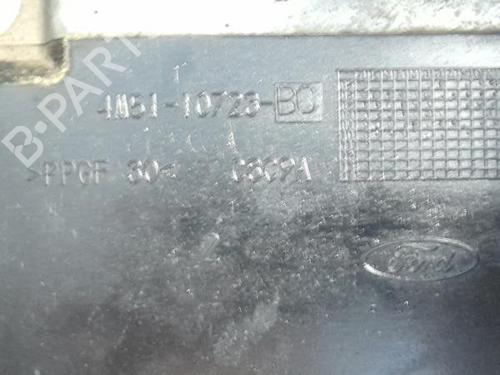 4M51-10723-BC
>PPGF 30<
Ford
B-PARTS